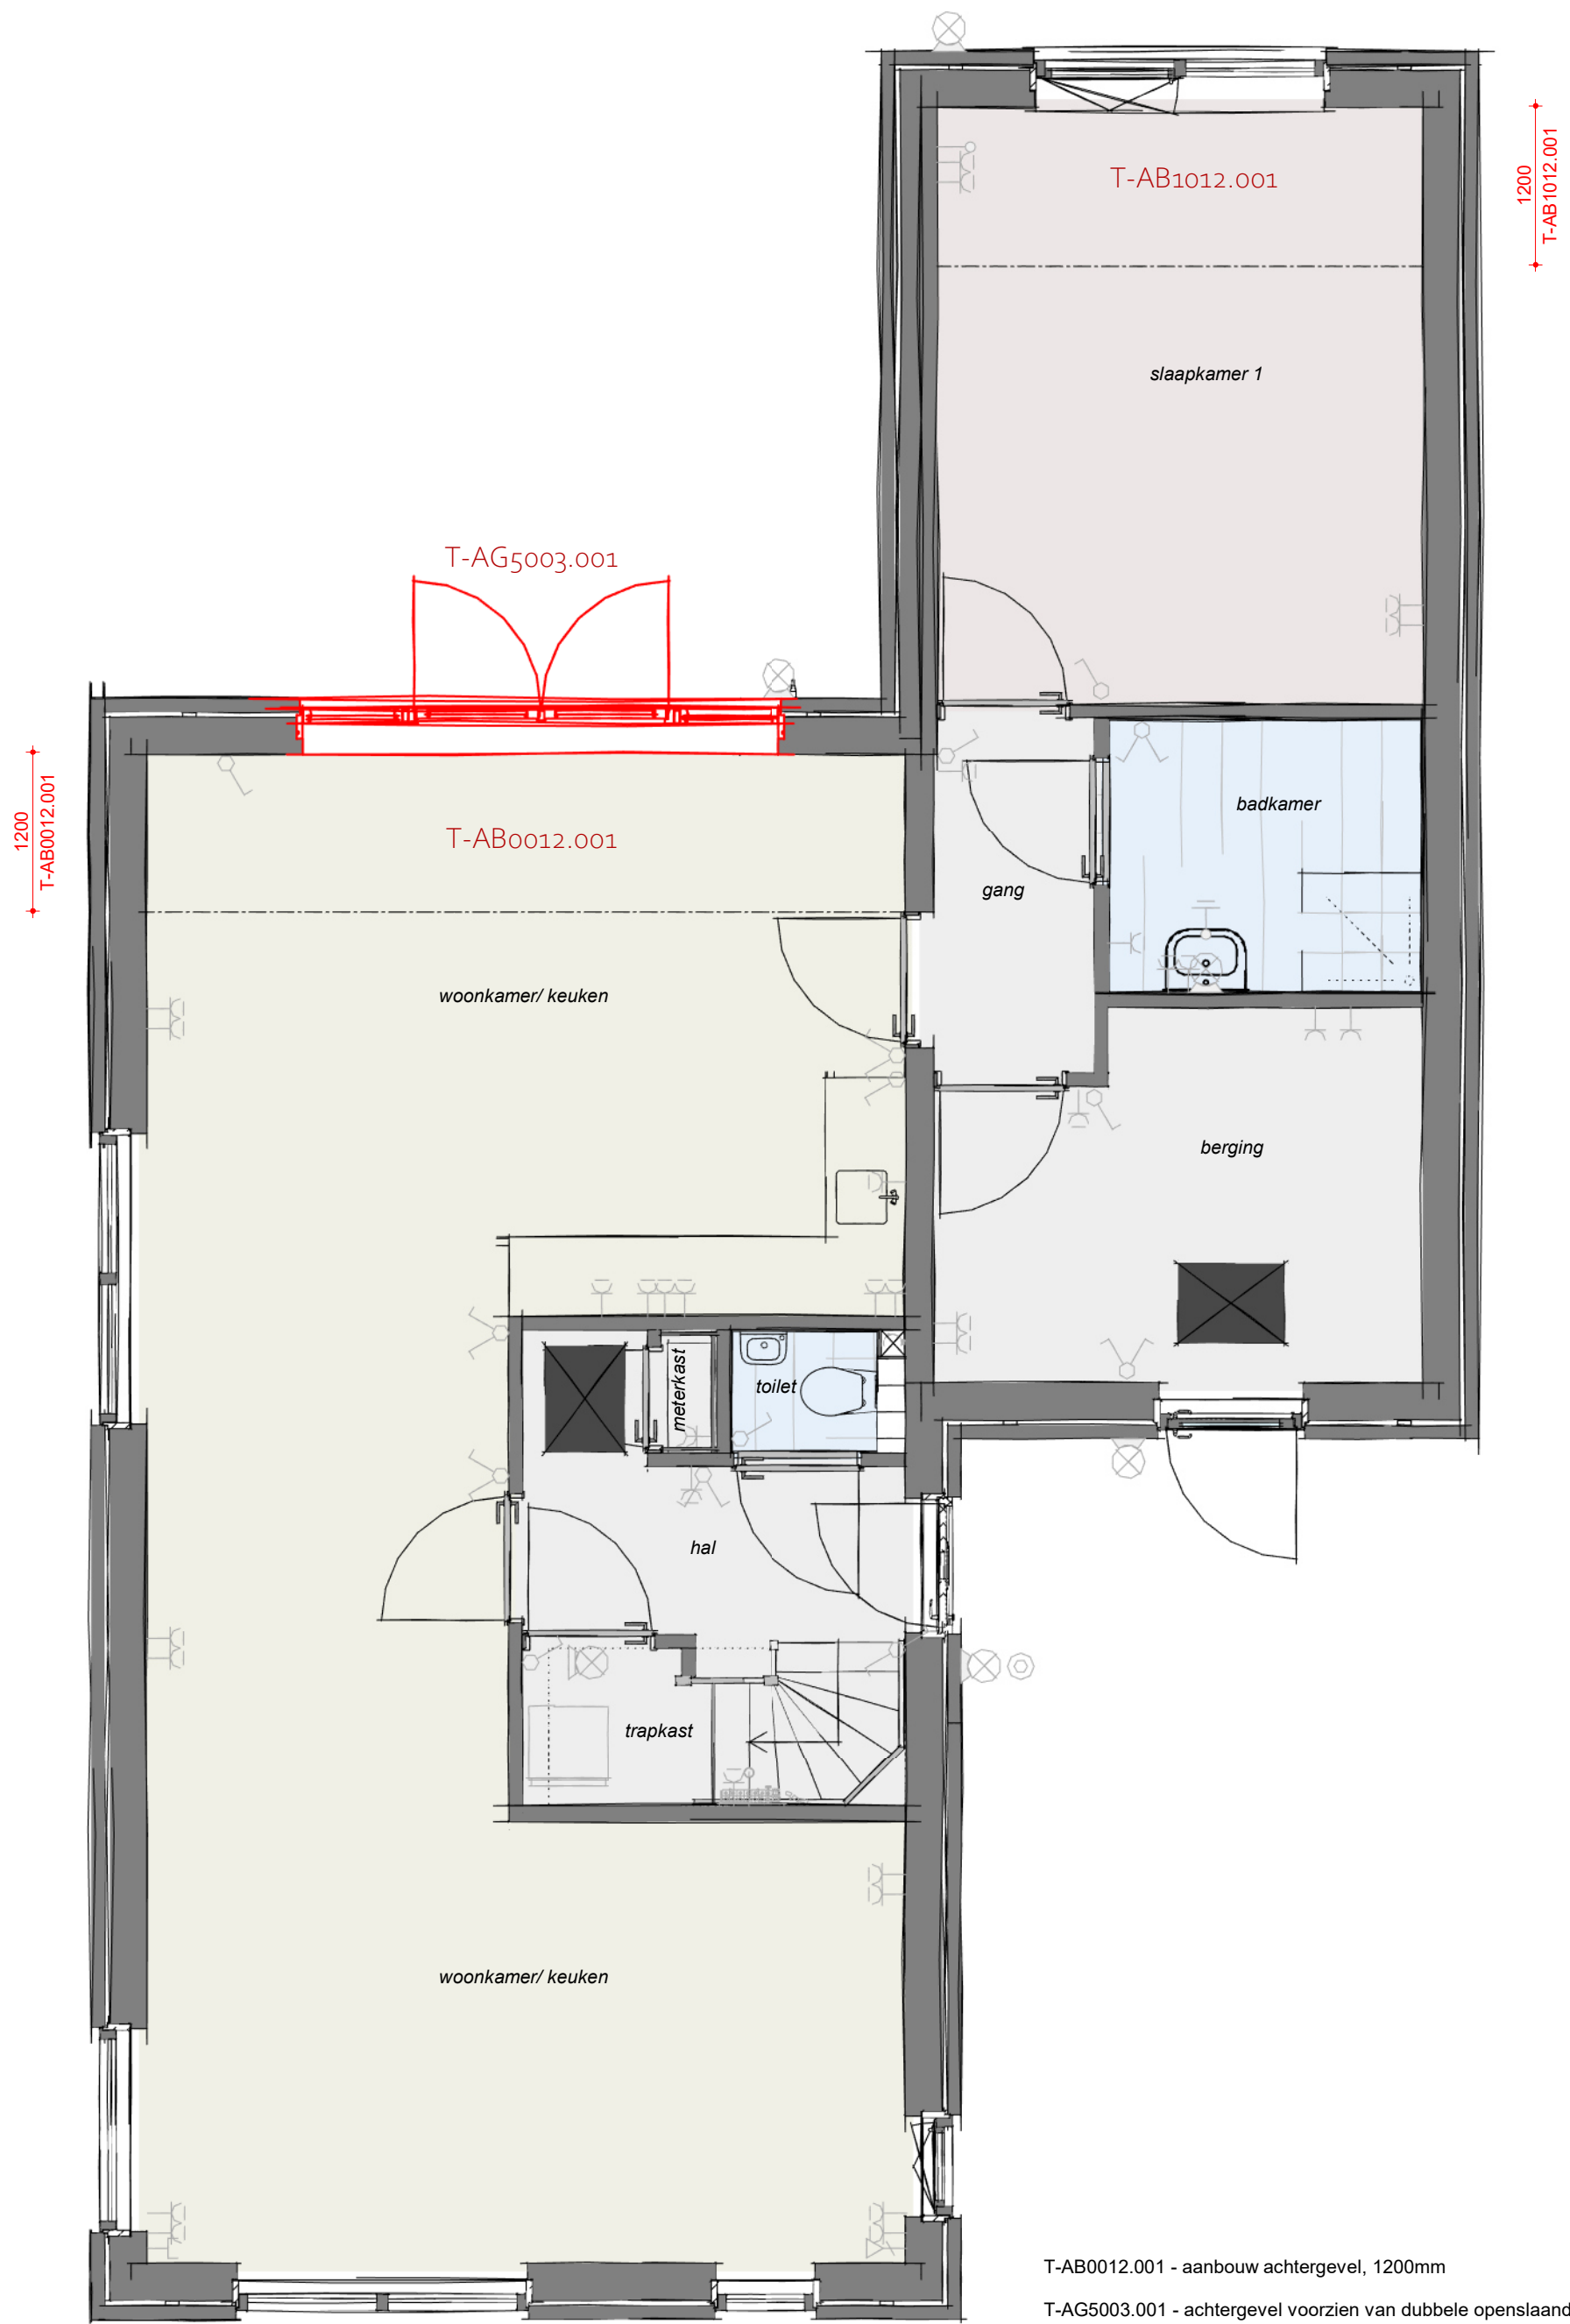 T-AB1012.001
1200
T-AB1012.001
slaapkamer 1
T-AG5003.001
badkamer
1200
T-AB0012.001
T-AB0012.001
gang
woonkamer/ keuken
berging
meterkast
toilet
hal
trapkast
woonkamer/ keuken
T-AB0012.001 - aanbouw achtergevel, 1200mm
T-AG5003.001 - achtergevel voorzien van dubbele openslaand